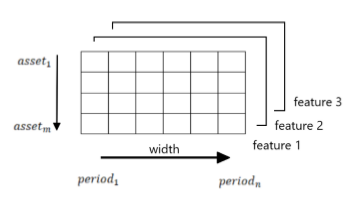 asset₁
feature 3
assetₘ
feature 2
width
feature 1
period₁
periodₙ